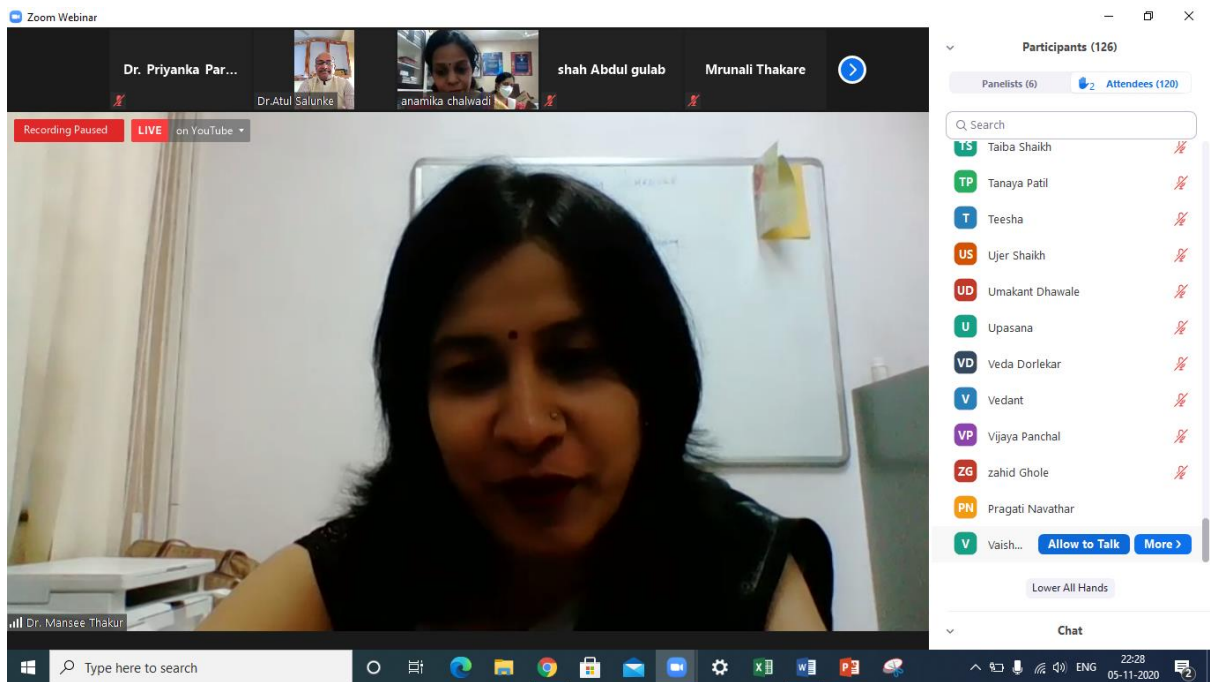 Zoom Webinar
Dr. Priyanka Par...
Dr.Atul Salunke
anamika chalwadi
shah Abdul gulab
Mrunali Thakare
Recording Paused
LIVE on YouTube
Dr. Mansee Thakur
Participants (126)
Panelists (6)
2 Attendees (120)
Search
TS Taiba Shaikh
TP Tanaya Patil
T Teesha
US Ujer Shaikh
UD Umakant Dhawale
U Upasana
VD Veda Dorlekar
V Vedant
VP Vijaya Panchal
ZG zahid Ghole
PN Pragati Navathar
V Vaish... Allow to Talk More >
Lower All Hands
Chat
Type here to search
ENG
22:28
05-11-2020
2